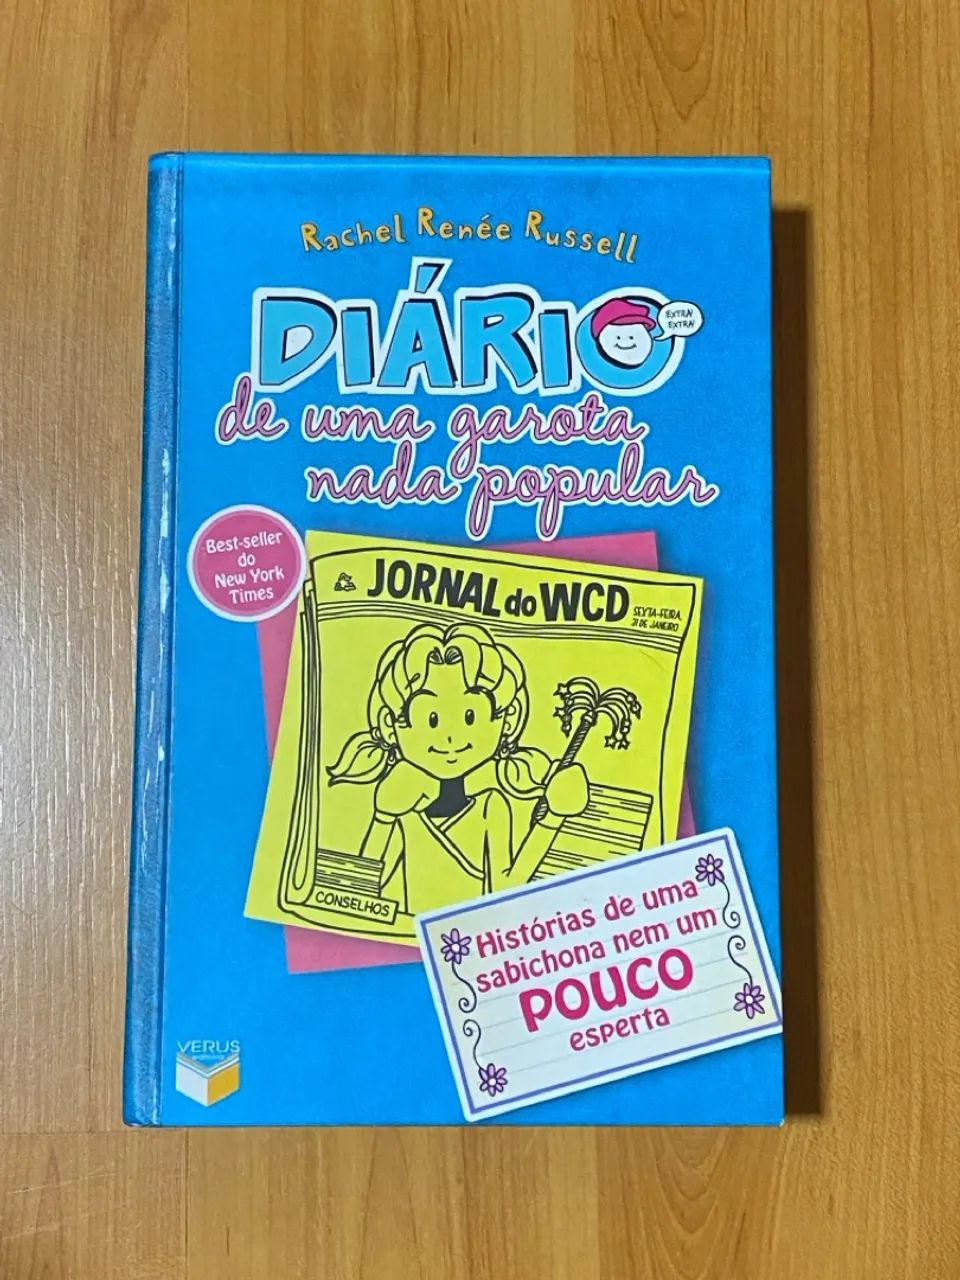 Rachel Renée Russell
DIÁRIO
EXTRA!
EXTRA!
de uma garota
nada popular
Best-seller
do
New York
Times
JORNAL do WCD
SEXTA-FEIRA,
31 DE JANEIRO
CONSELHOS
Histórias de uma
sabichona nem um
POUCO
esperta
VERUS
editora